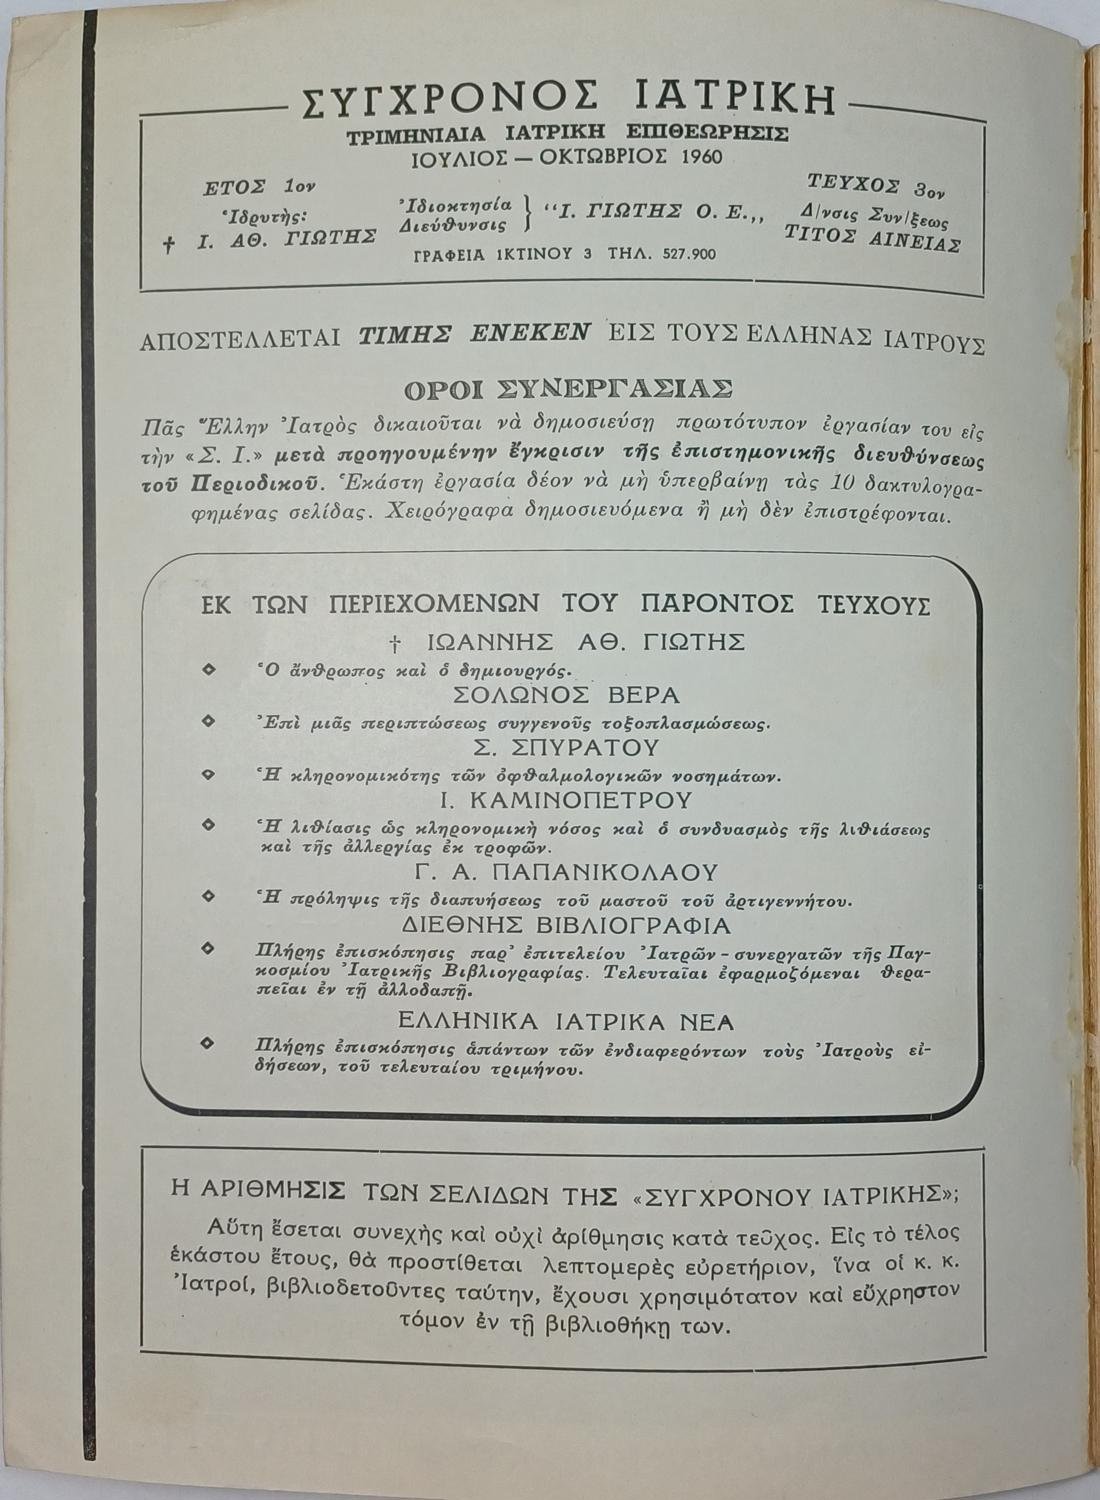 ΣΥΓΧΡΟΝΟΣ ΙΑΤΡΙΚΗ
ΤΡΙΜΗΝΙΑΙΑ ΙΑΤΡΙΚΗ ΕΠΙΘΕΩΡΗΣΙΣ
ΙΟΥΛΙΟΣ — ΟΚΤΩΒΡΙΟΣ 1960
ΕΤΟΣ 1ον
Ἱδρυτὴς:
† Ι. ΑΘ. ΓΙΩΤΗΣ
Ἰδιοκτησία
Διεύθυνσις } “Ι. ΓΙΩΤΗΣ Ο. Ε.,,
ΤΕΥΧΟΣ 3ον
Δ/νσις Συν/ξεως
ΤΙΤΟΣ ΑΙΝΕΙΑΣ
ΓΡΑΦΕΙΑ ΙΚΤΙΝΟΥ 3 ΤΗΛ. 527.900
ΑΠΟΣΤΕΛΛΕΤΑΙ ΤΙΜΗΣ ΕΝΕΚΕΝ ΕΙΣ ΤΟΥΣ ΕΛΛΗΝΑΣ ΙΑΤΡΟΥΣ
ΟΡΟΙ ΣΥΝΕΡΓΑΣΙΑΣ
Πᾶς Ἕλλην Ἰατρὸς δικαιοῦται νὰ δημοσιεύσῃ πρωτότυπον ἐργασίαν του εἰς
τὴν «Σ. Ι.» μετὰ προηγουμένην ἔγκρισιν τῆς ἐπιστημονικῆς διευθύνσεως
τοῦ Περιοδικοῦ. Ἑκάστη ἐργασία δέον νὰ μὴ ὑπερβαίνῃ τὰς 10 δακτυλογρα-
φημένας σελίδας. Χειρόγραφα δημοσιευόμενα ἢ μὴ δὲν ἐπιστρέφονται.
ΕΚ ΤΩΝ ΠΕΡΙΕΧΟΜΕΝΩΝ ΤΟΥ ΠΑΡΟΝΤΟΣ ΤΕΥΧΟΥΣ
† ΙΩΑΝΝΗΣ ΑΘ. ΓΙΩΤΗΣ
Ὁ ἄνθρωπος καὶ ὁ δημιουργός.
ΣΟΛΩΝΟΣ ΒΕΡΑ
Ἐπὶ μιᾶς περιπτώσεως συγγενοῦς τοξοπλασμώσεως.
Σ. ΣΠΥΡΑΤΟΥ
Ἡ κληρονομικότης τῶν ὀφθαλμολογικῶν νοσημάτων.
Ι. ΚΑΜΙΝΟΠΕΤΡΟΥ
Ἡ λιθίασις ὡς κληρονομικὴ νόσος καὶ ὁ συνδυασμὸς τῆς λιθιάσεως
καὶ τῆς ἀλλεργίας ἐκ τροφῶν.
Γ. Α. ΠΑΠΑΝΙΚΟΛΑΟΥ
Ἡ πρόληψις τῆς διαπυήσεως τοῦ μαστοῦ τοῦ ἀρτιγεννήτου.
ΔΙΕΘΝΗΣ ΒΙΒΛΙΟΓΡΑΦΙΑ
Πλήρης ἐπισκόπησις παρ’ ἐπιτελείου Ἰατρῶν - συνεργατῶν τῆς Παγ-
κοσμίου Ἰατρικῆς Βιβλιογραφίας. Τελευταῖαι ἐφαρμοζόμεναι θερα-
πεῖαι ἐν τῇ ἀλλοδαπῇ.
ΕΛΛΗΝΙΚΑ ΙΑΤΡΙΚΑ ΝΕΑ
Πλήρης ἐπισκόπησις ἁπάντων τῶν ἐνδιαφερόντων τοὺς Ἰατροὺς εἰ-
δήσεων, τοῦ τελευταίου τριμήνου.
Η ΑΡΙΘΜΗΣΙΣ ΤΩΝ ΣΕΛΙΔΩΝ ΤΗΣ «ΣΥΓΧΡΟΝΟΥ ΙΑΤΡΙΚΗΣ»;
Αὕτη ἔσεται συνεχὴς καὶ οὐχὶ ἀρίθμησις κατὰ τεῦχος. Εἰς τὸ τέλος
ἑκάστου ἔτους, θὰ προστίθεται λεπτομερὲς εὑρετήριον, ἵνα οἱ κ. κ.
Ἰατροί, βιβλιοδετοῦντες ταύτην, ἔχουσι χρησιμότατον καὶ εὔχρηστον
τόμον ἐν τῇ βιβλιοθήκῃ των.